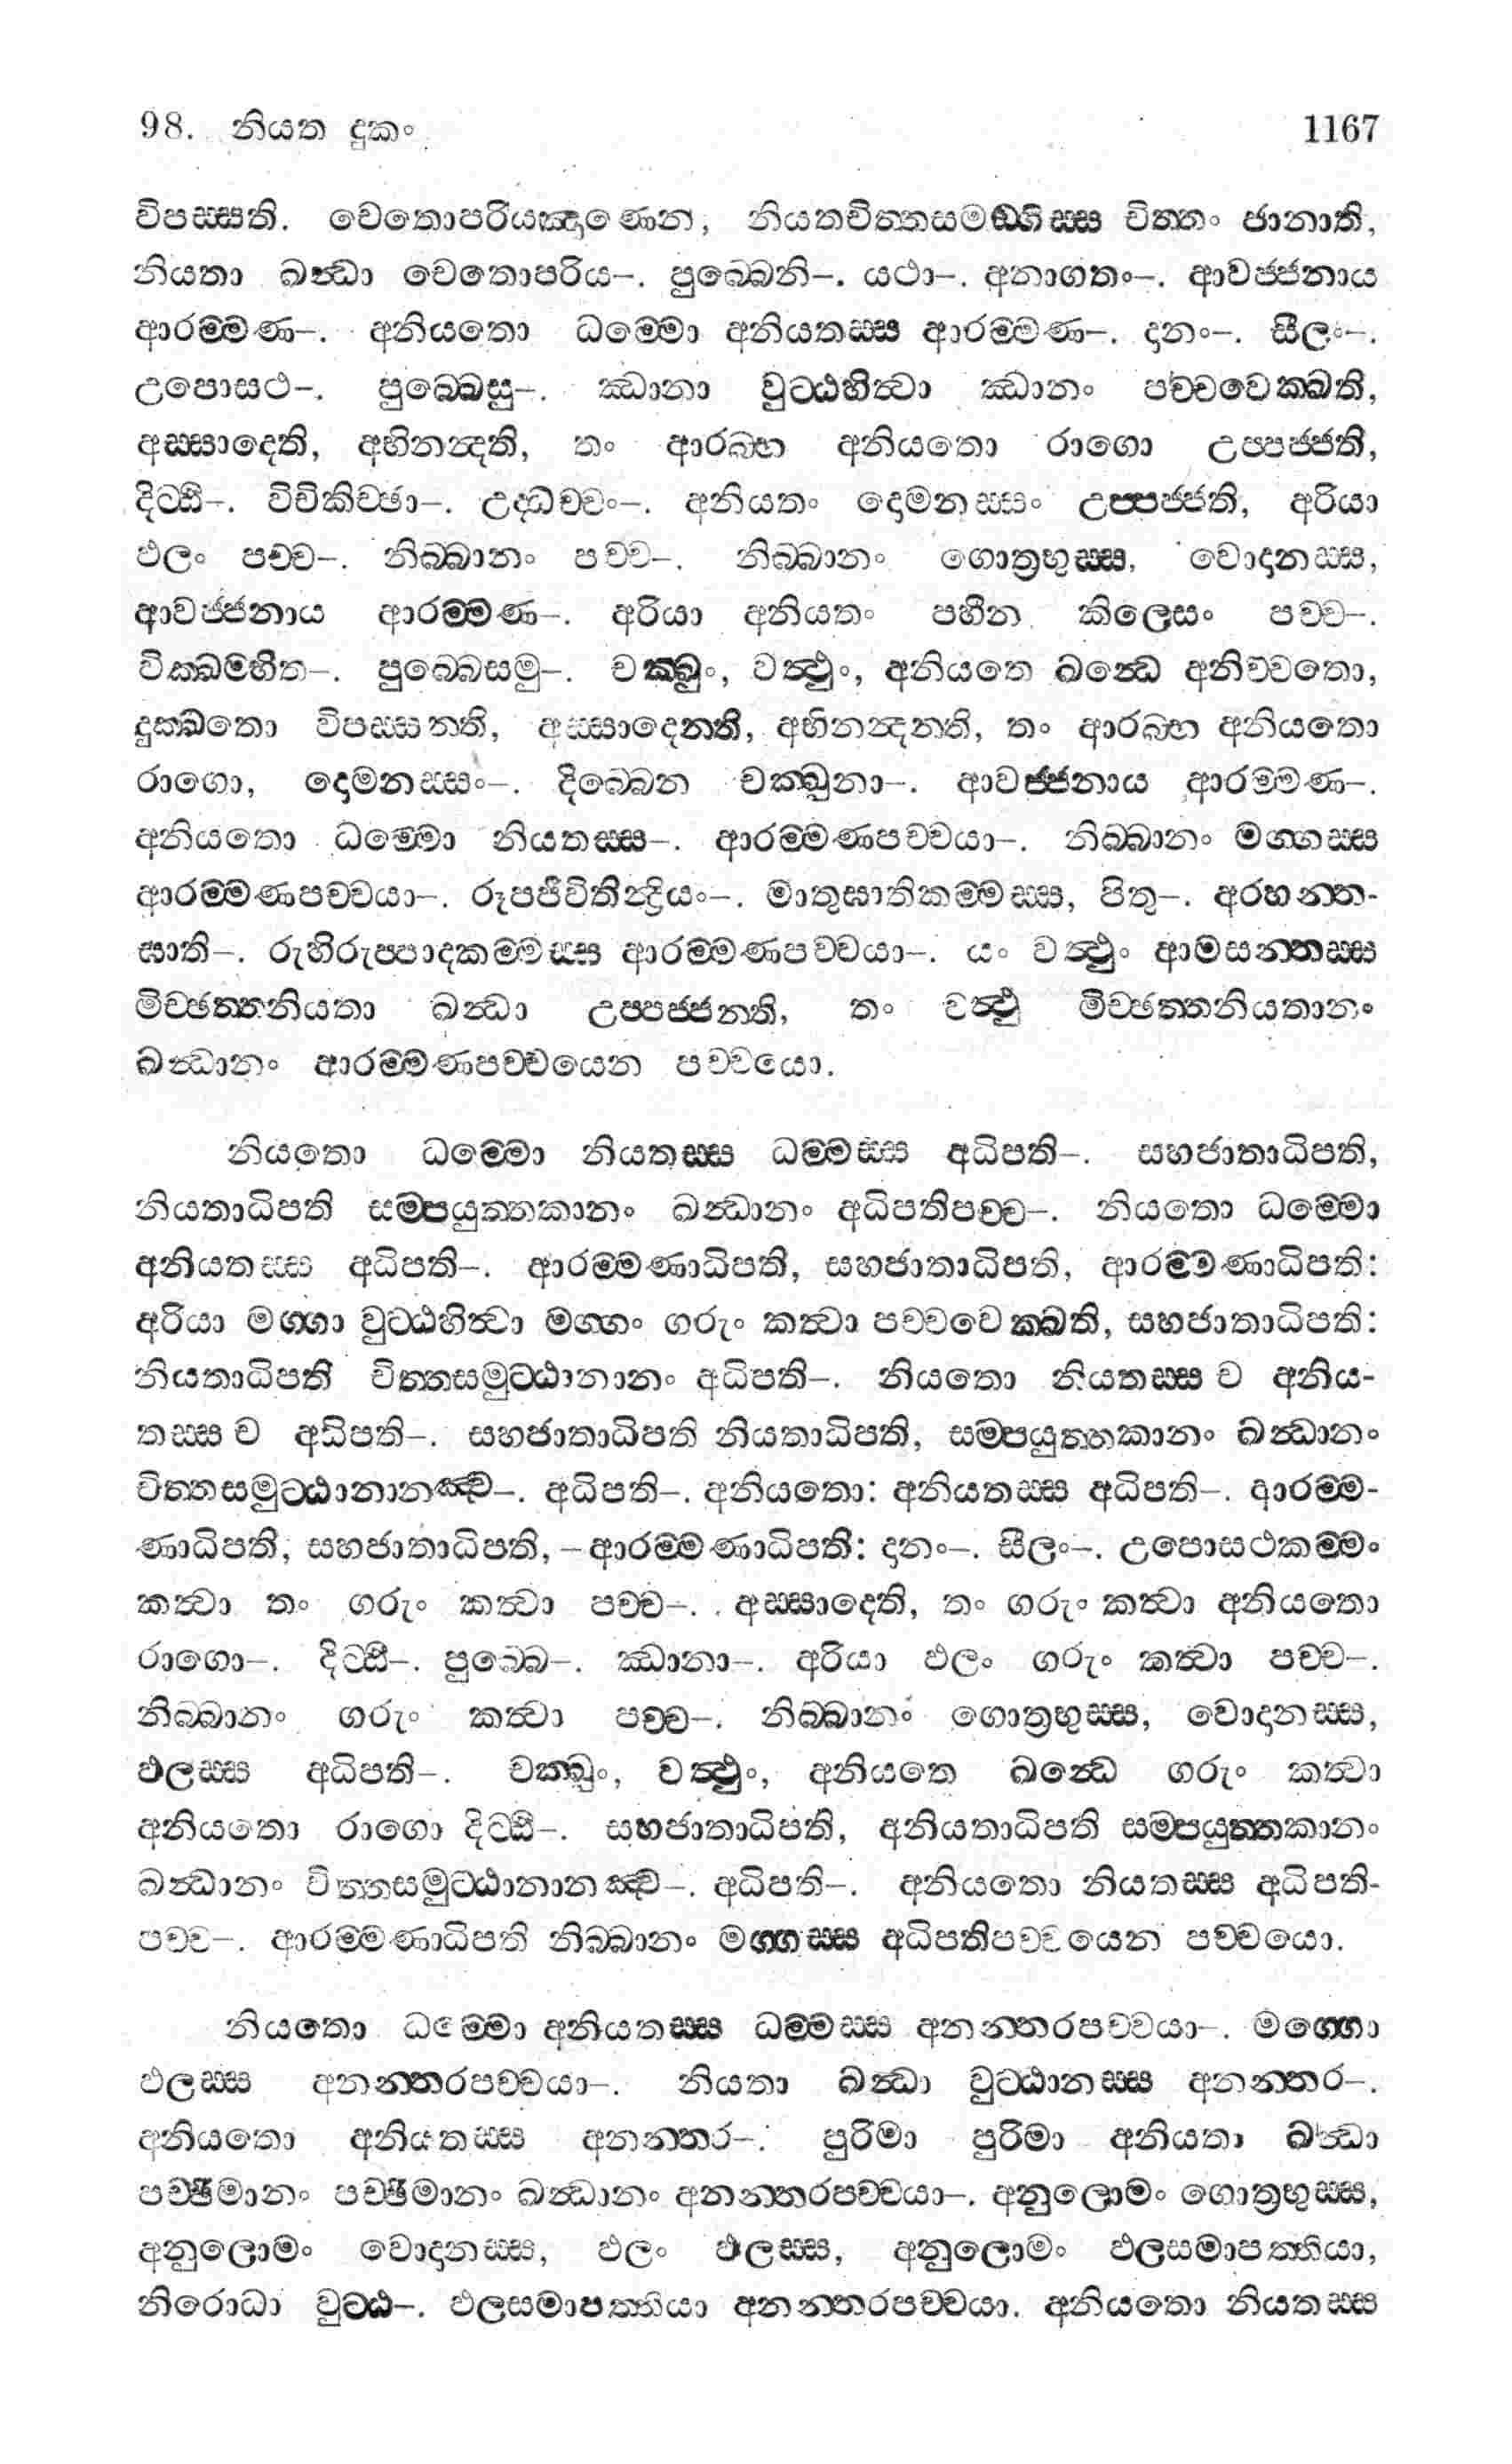 98. නියත දුකං 1167
විපස්සති. චෙතොපරියඤාණෙන, නියතචිත්තසමඞ්ගිස්ස චිත්තං ජානාති,
නියතා ඛන්ධා චෙතොපරිය–. පුබ්බෙනි–. යථා–. අනාගතං–. ආවජ්ජනාය
ආරම්මණ–. අනියතො ධම්මො අනියතස්ස ආරම්මණ–. දානං–. සීලං–.
උපොසථ–. පුබ්බෙසු–. ඣානා වුට්ඨහිත්වා ඣානං පච්චවෙක්ඛති,
අස්සාදෙති, අභිනන්දති, තං ආරබ්භ අනියතො රාගො උප්පජ්ජති,
දිට්ඨි–. විචිකිච්ඡා–. උද්ධච්චං–. අනියතං දොමනස්සං උප්පජ්ජති, අරියා
ඵලං පච්ච–. නිබ්බානං පච්ච–. නිබ්බානං ගොත්‍රභුස්ස, වොදානස්ස,
ආවජ්ජනාය ආරම්මණ–. අරියා අනියතං පහීන කිලෙසං පච්ච–.
වික්ඛම්භිත–. පුබ්බෙසමු–. චක්ඛුං, වත්ථුං, අනියතෙ ඛන්ධෙ අනිච්චතො,
දුක්ඛතො විපස්සන්ති, අස්සාදෙන්ති, අභිනන්දන්ති, තං ආරබ්භ අනියතො
රාගො, දොමනස්සං–. දිබ්බෙන චක්ඛුනා–. ආවජ්ජනාය ආරම්මණ–.
අනියතො ධම්මො නියතස්ස–. ආරම්මණපච්චයා–. නිබ්බානං මග්ගස්ස
ආරම්මණපච්චයා–. රූපජීවිතින්ද්‍රියං–. මාතුඝාතිකම්මස්ස, පිතු–. අරහන්ත-
ඝාති–. රුහිරුප්පාදකම්මස්ස ආරම්මණපච්චයා–. යං වත්ථුං ආමසන්තස්ස
මිච්ඡත්තනියතා ඛන්ධා උප්පජ්ජන්ති, තං වත්ථු මිච්ඡත්තනියතානං
ඛන්ධානං ආරම්මණපච්චයෙන පච්චයො.
නියතො ධම්මො නියතස්ස ධම්මස්ස අධිපති–. සහජාතාධිපති,
නියතාධිපති සම්පයුත්තකානං ඛන්ධානං අධිපතිපච්ච–. නියතො ධම්මො
අනියතස්ස අධිපති–. ආරම්මණාධිපති, සහජාතාධිපති, ආරම්මණාධිපති:
අරියා මග්ගා වුට්ඨහිත්වා මග්ගං ගරුං කත්වා පච්චවෙක්ඛති, සහජාතාධිපති:
නියතාධිපති චිත්තසමුට්ඨානානං අධිපති–. නියතො නියතස්ස ච අනිය-
තස්ස ච අධිපති–. සහජාතාධිපති නියතාධිපති, සම්පයුත්තකානං ඛන්ධානං
චිත්තසමුට්ඨානානඤ්ච–. අධිපති–. අනියතො: අනියතස්ස අධිපති–. ආරම්ම-
ණාධිපති, සහජාතාධිපති, –ආරම්මණාධිපති: දානං–. සීලං–. උපොසථකම්මං
කත්වා තං ගරුං කත්වා පච්ච–. අස්සාදෙති, තං ගරුං කත්වා අනියතො
රාගො–. දිට්ඨි–. පුබ්බෙ–. ඣානා–. අරියා ඵලං ගරුං කත්වා පච්ච–.
නිබ්බානං ගරුං කත්වා පච්ච–. නිබ්බානං ගොත්‍රභුස්ස, වොදානස්ස,
ඵලස්ස අධිපති–. චක්ඛුං, වත්ථුං, අනියතෙ ඛන්ධෙ ගරුං කත්වා
අනියතො රාගො දිට්ඨි–. සහජාතාධිපති, අනියතාධිපති සම්පයුත්තකානං
ඛන්ධානං චිත්තසමුට්ඨානානඤ්ච–. අධිපති–. අනියතො නියතස්ස අධිපති-
පච්ච–. ආරම්මණාධිපති නිබ්බානං මග්ගස්ස අධිපතිපච්චයෙන පච්චයො.
නියතො ධම්මො අනියතස්ස ධම්මස්ස අනන්තරපච්චයා–. මග්ගො
ඵලස්ස අනන්තරපච්චයා–. නියතා ඛන්ධා වුට්ඨානස්ස අනන්තර–.
අනියතො අනියතස්ස අනන්තර–. පුරිමා පුරිමා අනියතා ඛන්ධා
පච්ඡිමානං පච්ඡිමානං ඛන්ධානං අනන්තරපච්චයා–. අනුලොමං ගොත්‍රභුස්ස,
අනුලොමං වොදානස්ස, ඵලං ඵලස්ස, අනුලොමං ඵලසමාපත්තියා,
නිරොධා වුට්ඨ–. ඵලසමාපත්තියා අනන්තරපච්චයා. අනියතො නියතස්ස